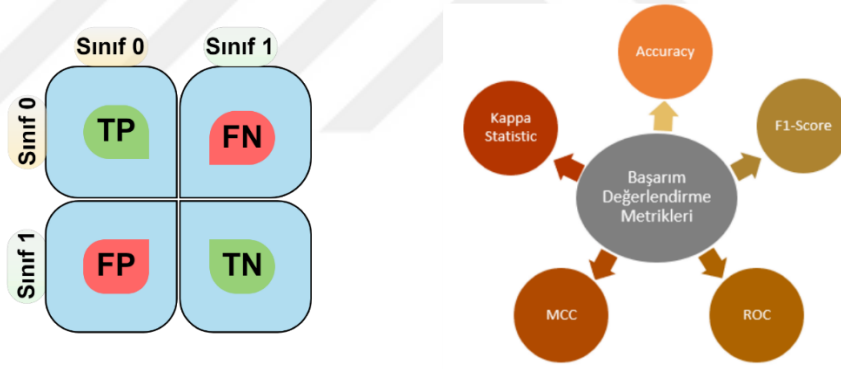 Sınıf 0
Sınıf 1
Sınıf 0
TP
FN
Sınıf 1
FP
TN
Accuracy
Kappa
Statistic
F1-Score
Başarım
Değerlendirme
Metrikleri
MCC
ROC